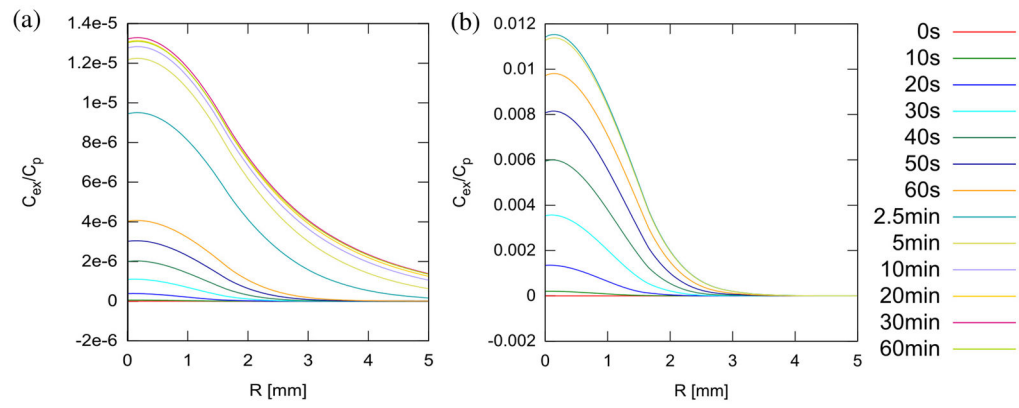 (a)
1.4e-5
1.2e-5
1e-5
8e-6
6e-6
4e-6
2e-6
0
-2e-6
C_ex/C_p
0 1 2 3 4 5
R [mm]
(b)
0.012
0.01
0.008
0.006
0.004
0.002
0
-0.002
C_ex/C_p
0 1 2 3 4 5
R [mm]
0s
10s
20s
30s
40s
50s
60s
2.5min
5min
10min
20min
30min
60min